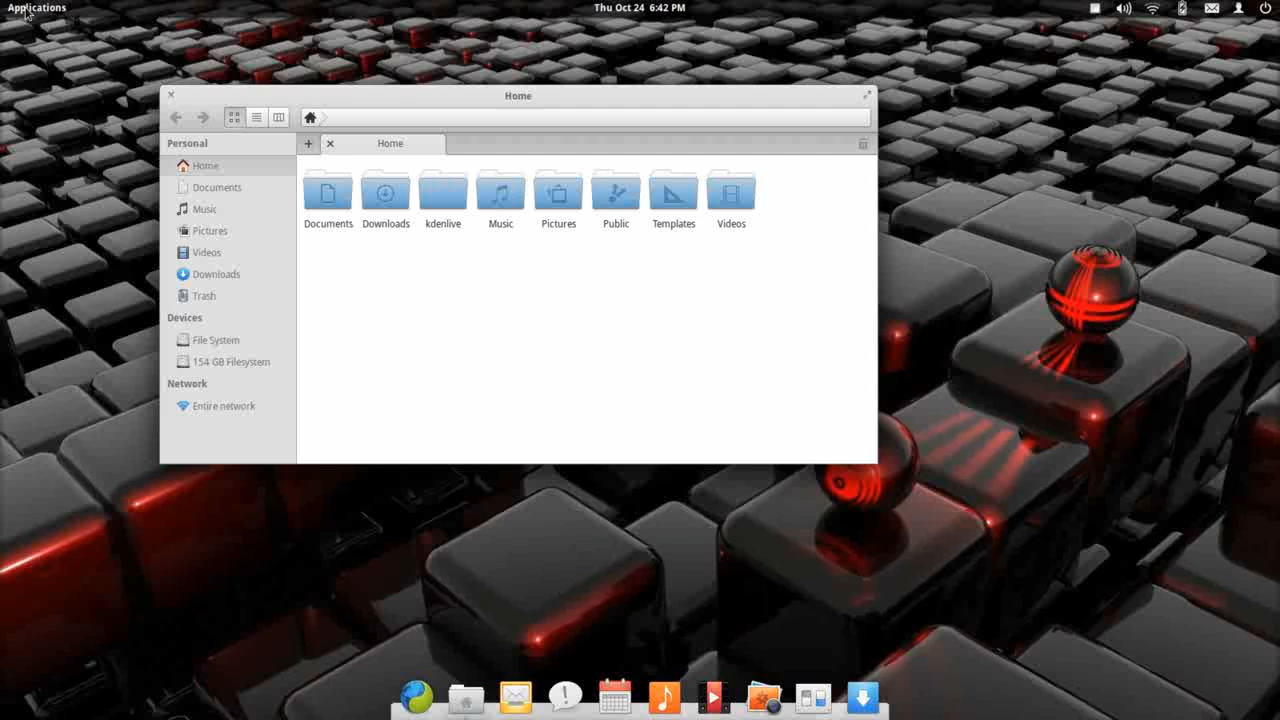 Applications
Thu Oct 24 6:42 PM
Home
Personal
Home
Home
Documents
Music
Pictures
Videos
Downloads
Trash
Devices
File System
154 GB Filesystem
Network
Entire network
Documents Downloads kdenlive Music Pictures Public Templates Videos